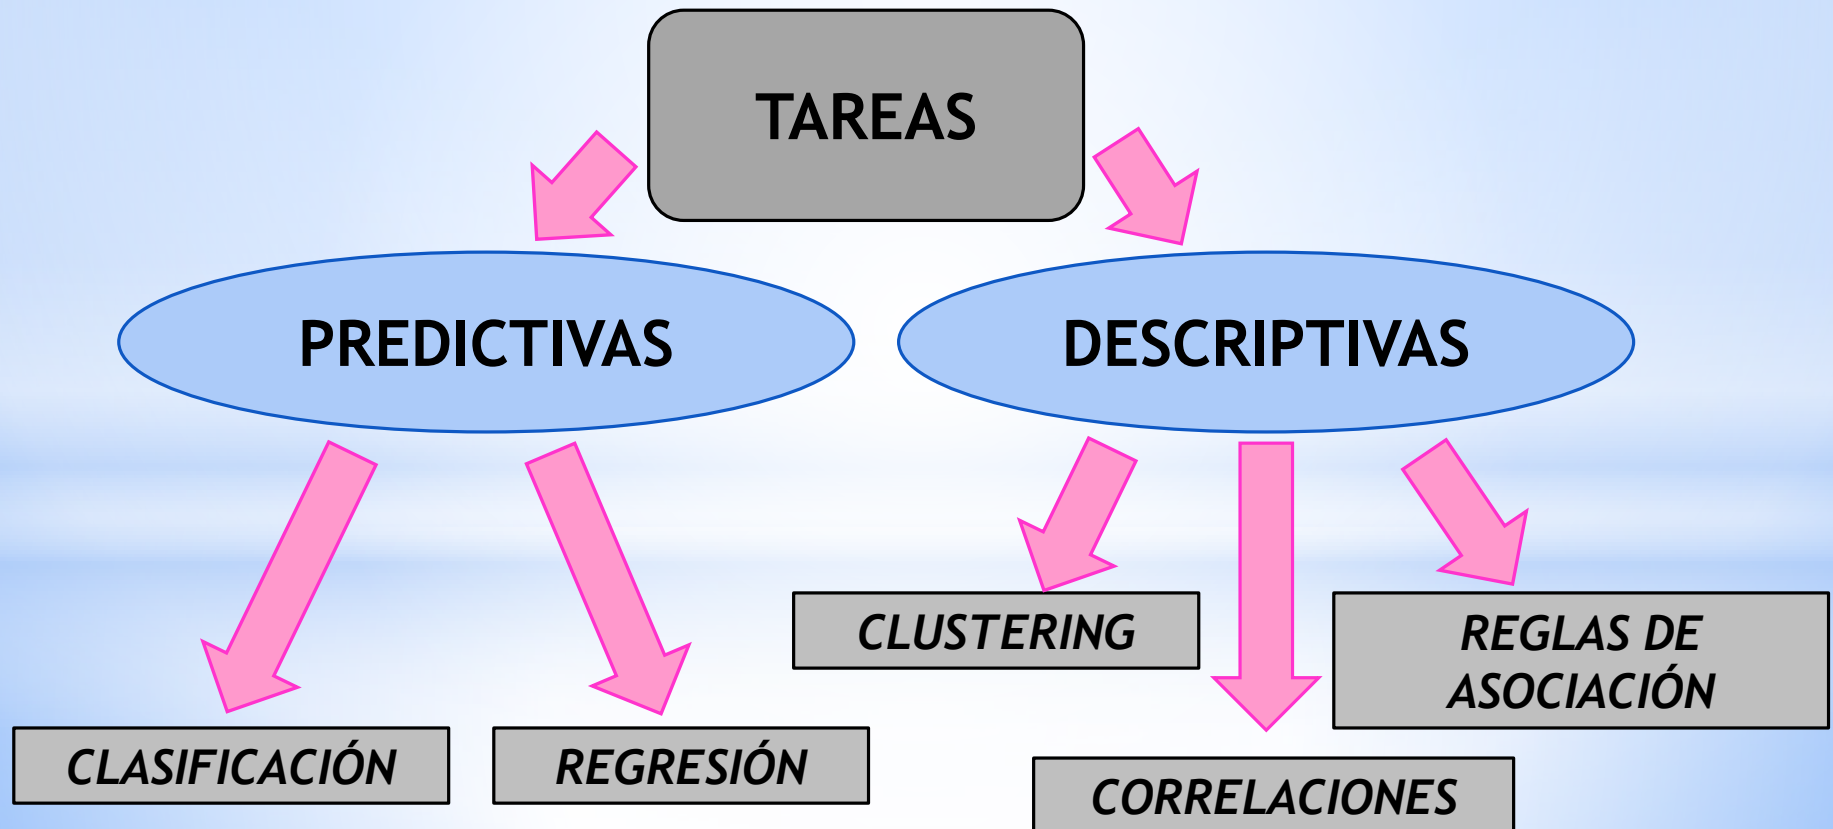 TAREAS
PREDICTIVAS
DESCRIPTIVAS
CLUSTERING
REGLAS DE
ASOCIACIÓN
CLASIFICACIÓN
REGRESIÓN
CORRELACIONES